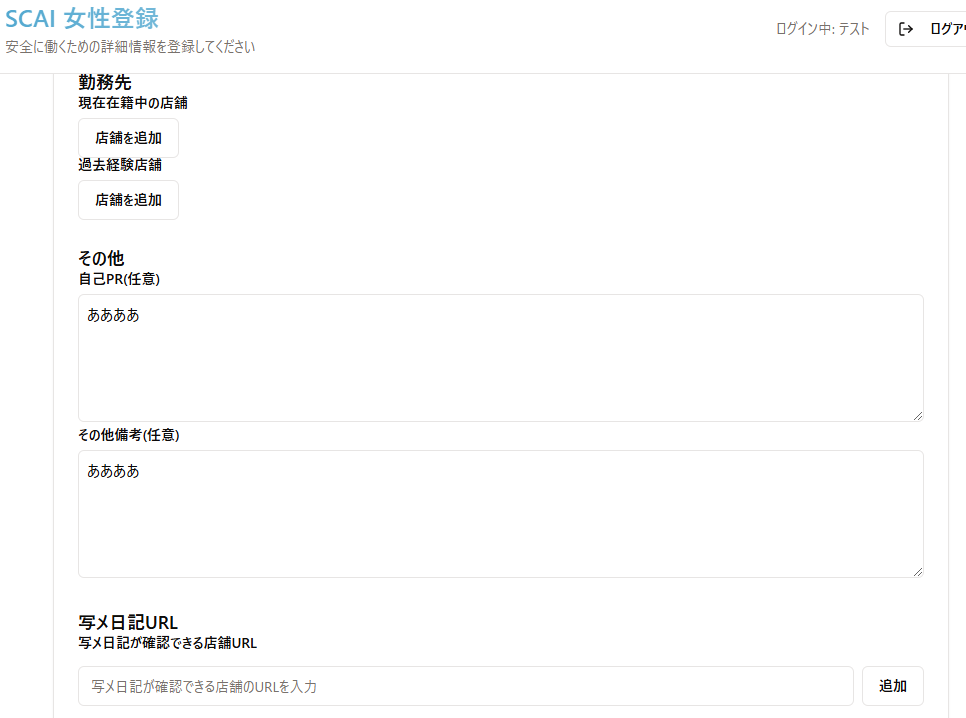 SCAI 女性登録
安全に働くための詳細情報を登録してください
ログイン中: テスト
ログア
勤務先
現在在籍中の店舗
店舗を追加
過去経験店舗
店舗を追加
その他
自己PR(任意)
ああああ
その他備考(任意)
ああああ
写メ日記URL
写メ日記が確認できる店舗URL
写メ日記が確認できる店舗のURLを入力
追加